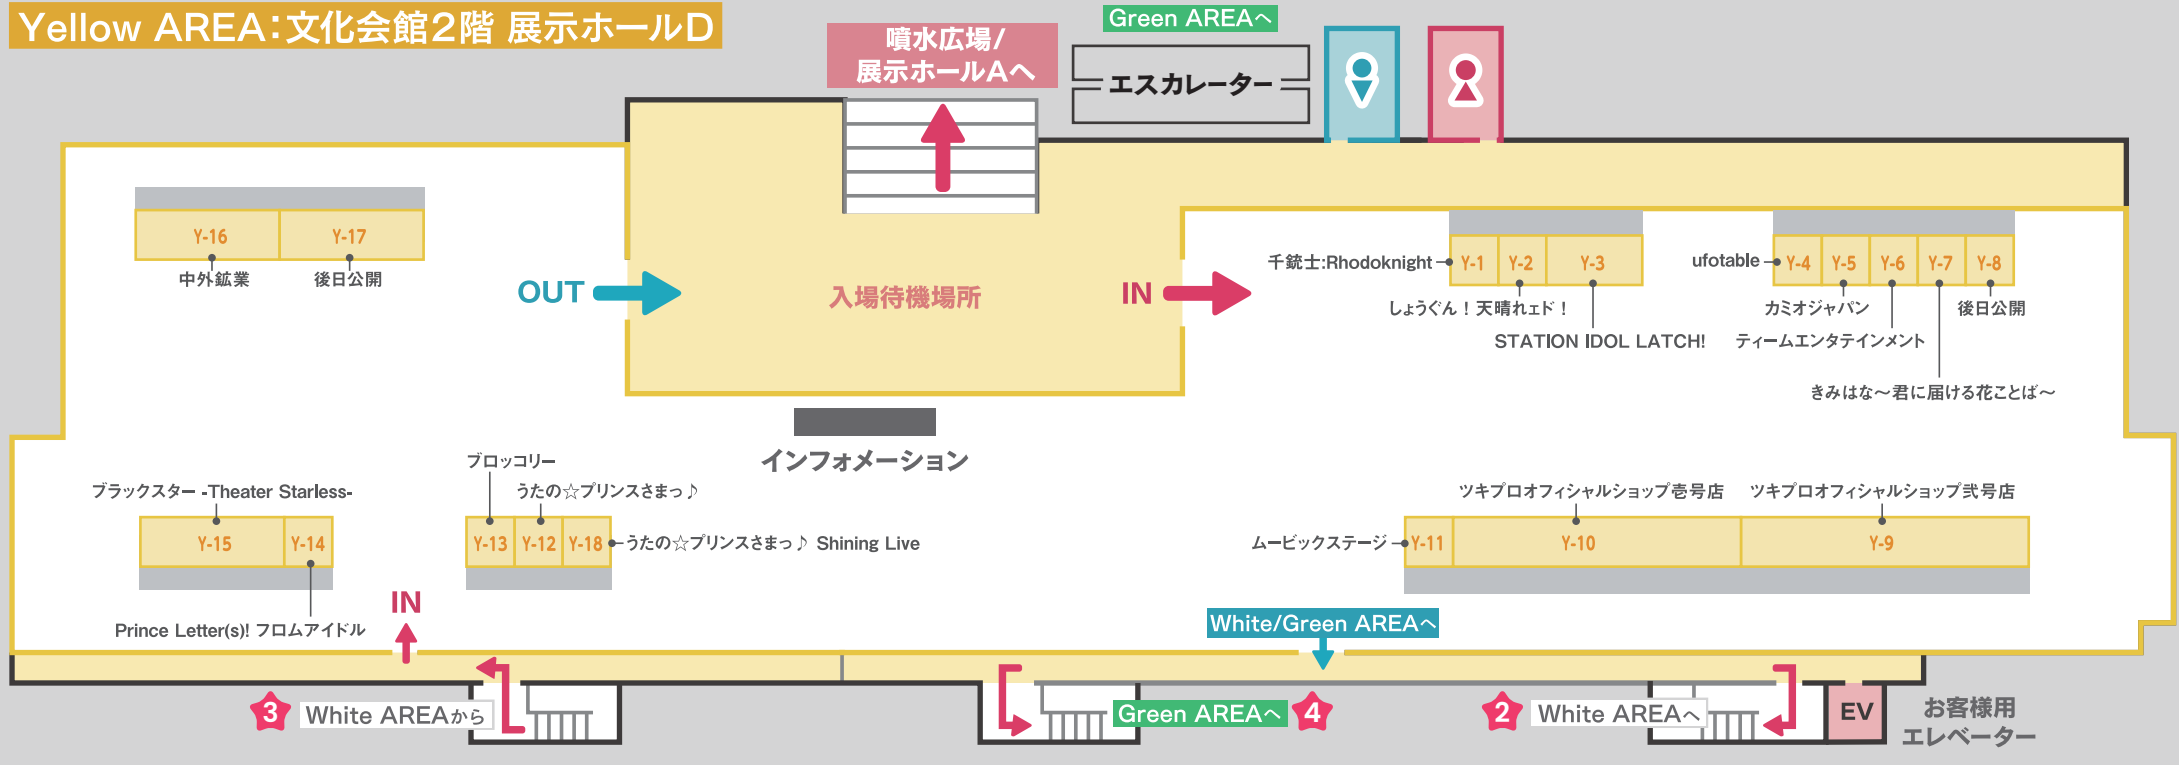 Yellow AREA：文化会館2階 展示ホールD
噴水広場/
展示ホールAへ
Green AREAへ
エスカレーター
Y-16
Y-17
中外鉱業
後日公開
OUT
入場待機場所
IN
千銃士:Rhodoknight
Y-1
Y-2
Y-3
しょうぐん！天晴れェド！
STATION IDOL LATCH!
ufotable
Y-4
Y-5
Y-6
Y-7
Y-8
カミオジャパン
後日公開
ティームエンタテインメント
きみはな〜君に届ける花ことば〜
インフォメーション
ブラックスター -Theater Starless-
Y-15
Y-14
Prince Letter(s)! フロムアイドル
ブロッコリー
うたの☆プリンスさまっ♪
Y-13
Y-12
Y-18
うたの☆プリンスさまっ♪ Shining Live
ツキプロオフィシャルショップ壱号店
ツキプロオフィシャルショップ弐号店
ムービックステージ
Y-11
Y-10
Y-9
IN
White/Green AREAへ
3
White AREAから
Green AREAへ
4
2
White AREAへ
EV
お客様用
エレベーター